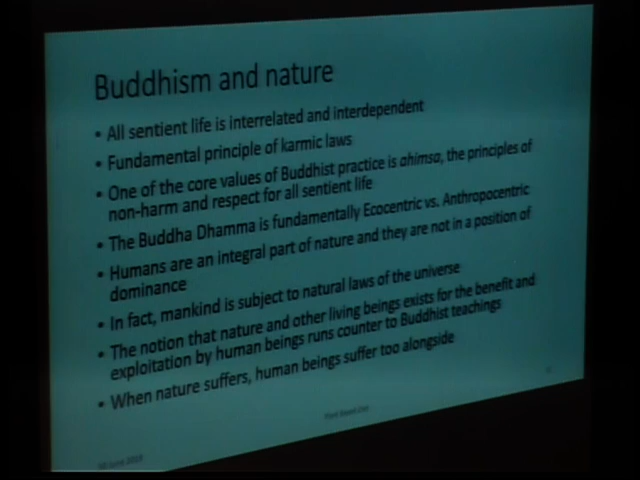 Buddhism and nature
• All sentient life is interrelated and interdependent
• Fundamental principle of karmic laws
• One of the core values of Buddhist practice is ahimsa, the principles of
non-harm and respect for all sentient life
• The Buddha Dhamma is fundamentally Ecocentric vs. Anthropocentric
• Humans are an integral part of nature and they are not in a position of
dominance
• In fact, mankind is subject to natural laws of the universe
• The notion that nature and other living beings exists for the benefit and
exploitation by human beings runs counter to Buddhist teachings
• When nature suffers, human beings suffer too alongside